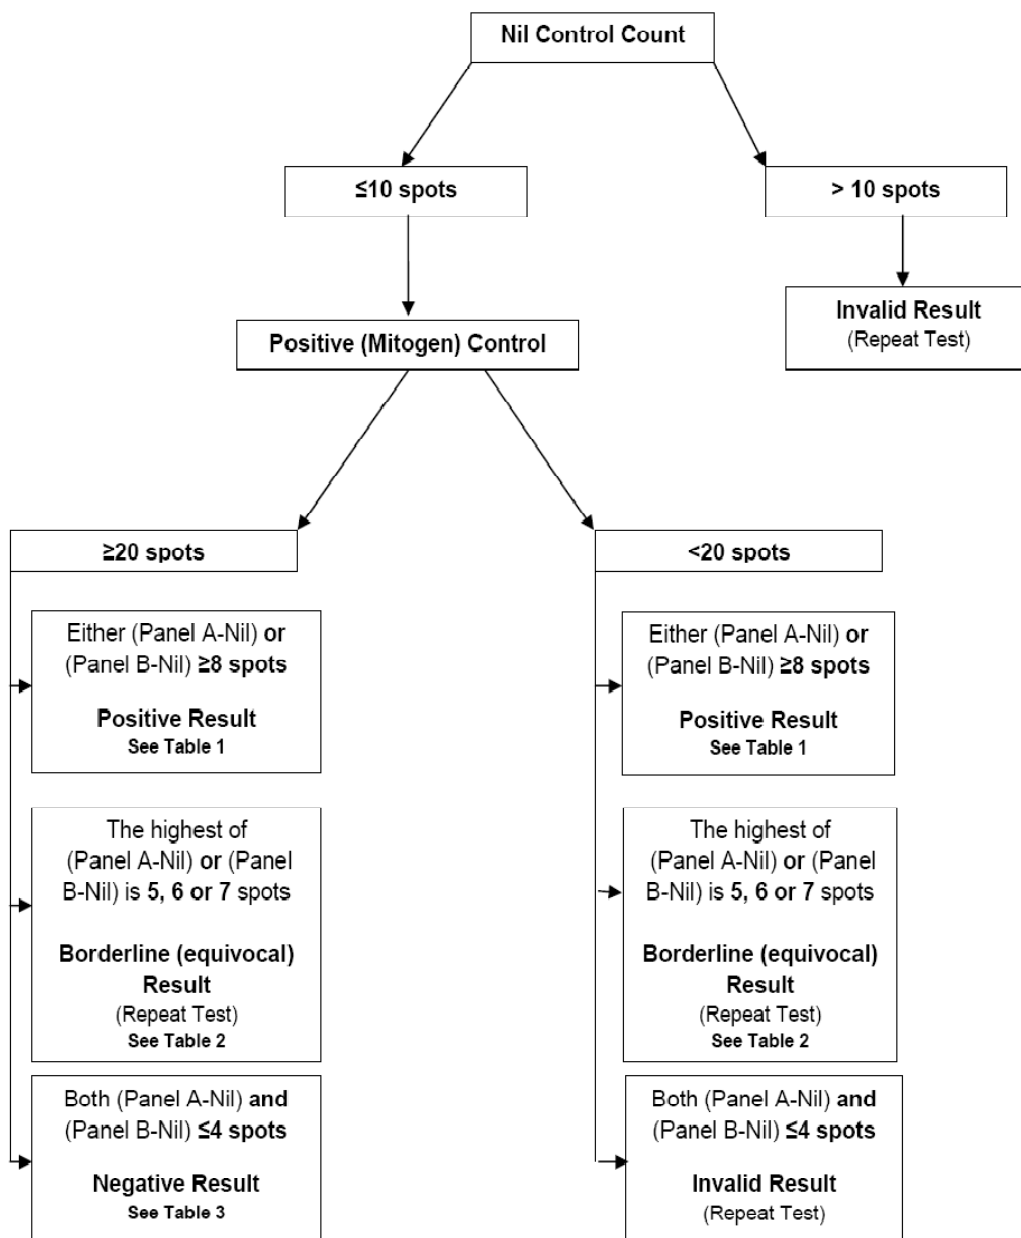 Nil Control Count
≤10 spots
> 10 spots
Invalid Result
(Repeat Test)
Positive (Mitogen) Control
≥20 spots
<20 spots
Either (Panel A-Nil) or
(Panel B-Nil) ≥8 spots
Positive Result
See Table 1
The highest of
(Panel A-Nil) or (Panel
B-Nil) is 5, 6 or 7 spots
Borderline (equivocal)
Result
(Repeat Test)
See Table 2
Both (Panel A-Nil) and
(Panel B-Nil) ≤4 spots
Negative Result
See Table 3
Either (Panel A-Nil) or
(Panel B-Nil) ≥8 spots
Positive Result
See Table 1
The highest of
(Panel A-Nil) or (Panel
B-Nil) is 5, 6 or 7 spots
Borderline (equivocal)
Result
(Repeat Test)
See Table 2
Both (Panel A-Nil) and
(Panel B-Nil) ≤4 spots
Invalid Result
(Repeat Test)